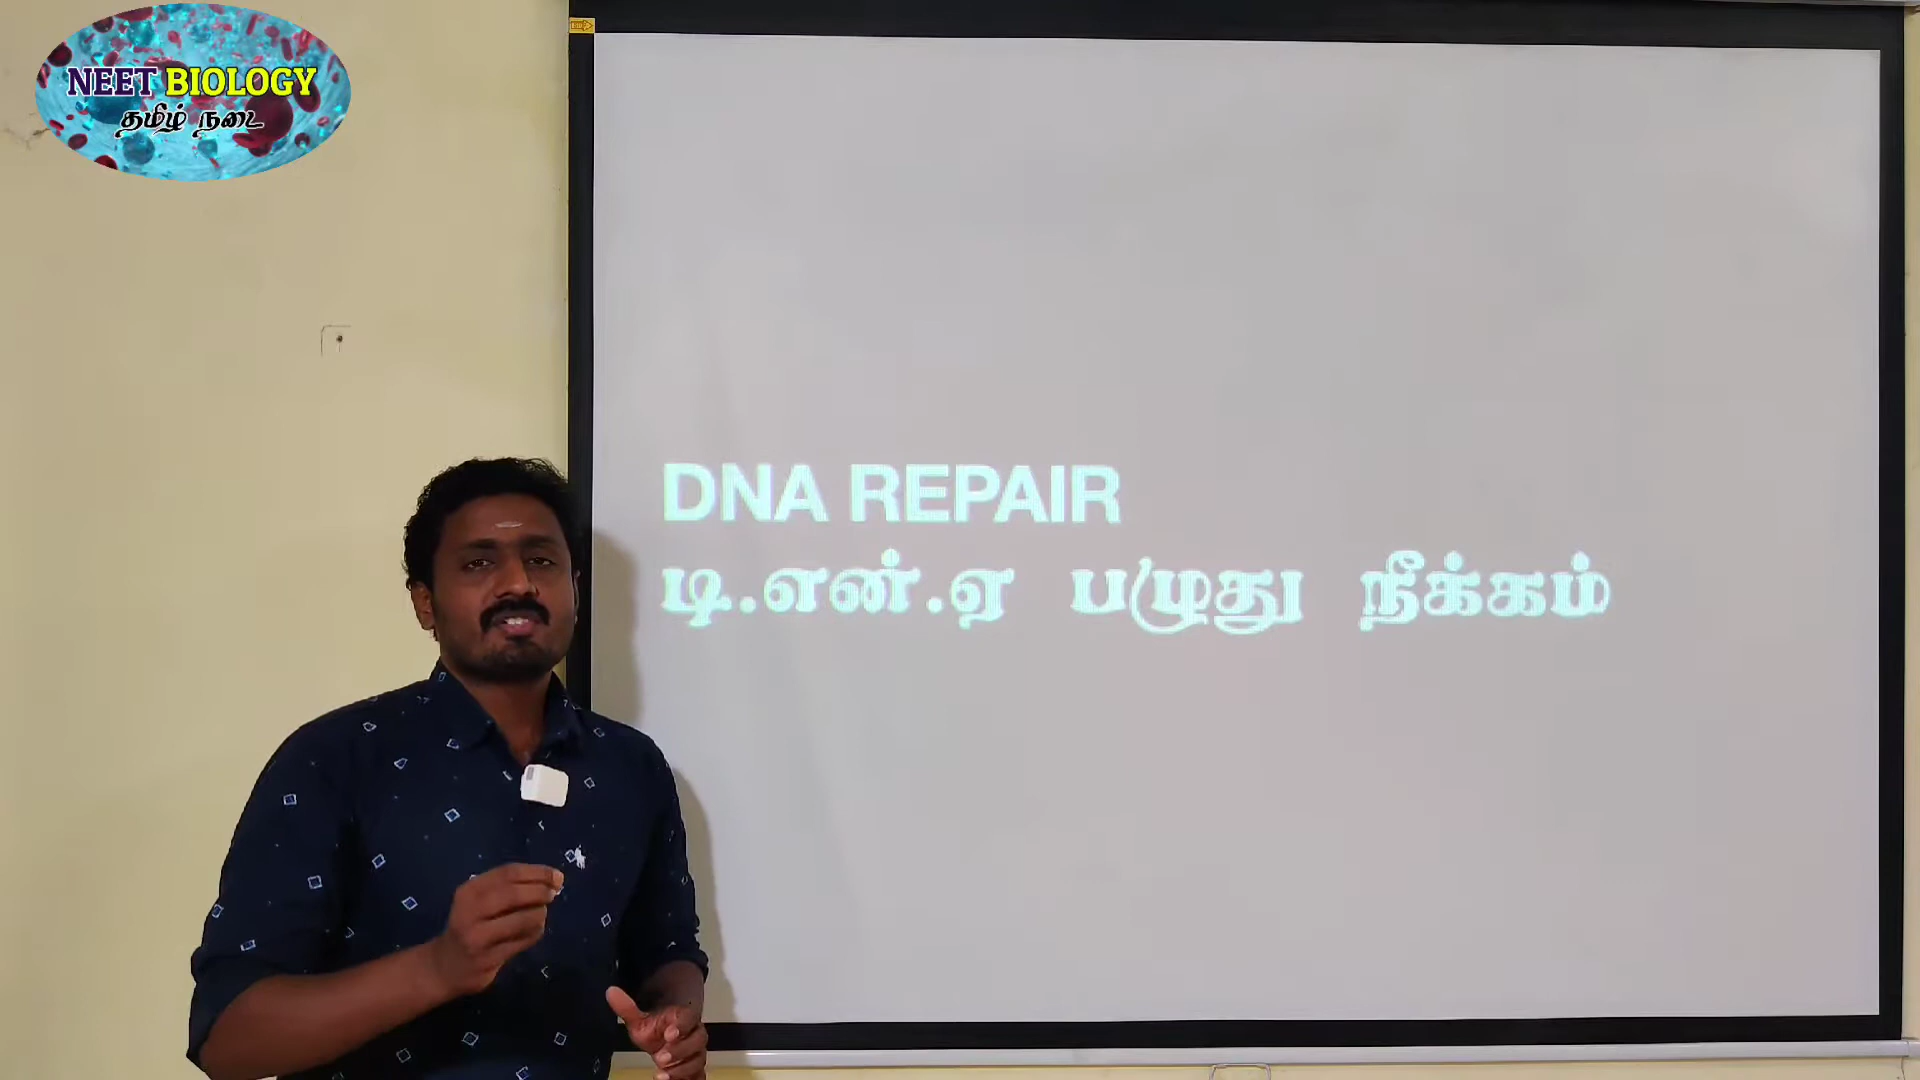 NEET BIOLOGY
தமிழ் நடை
DNA REPAIR
டி.என்.ஏ பழுது நீக்கம்